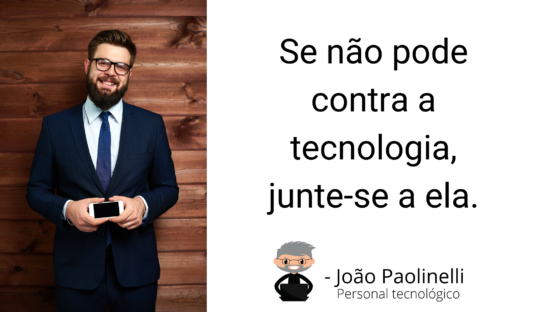 Se não pode
contra a
tecnologia,
junte-se a ela.
- João Paolinelli
Personal tecnológico